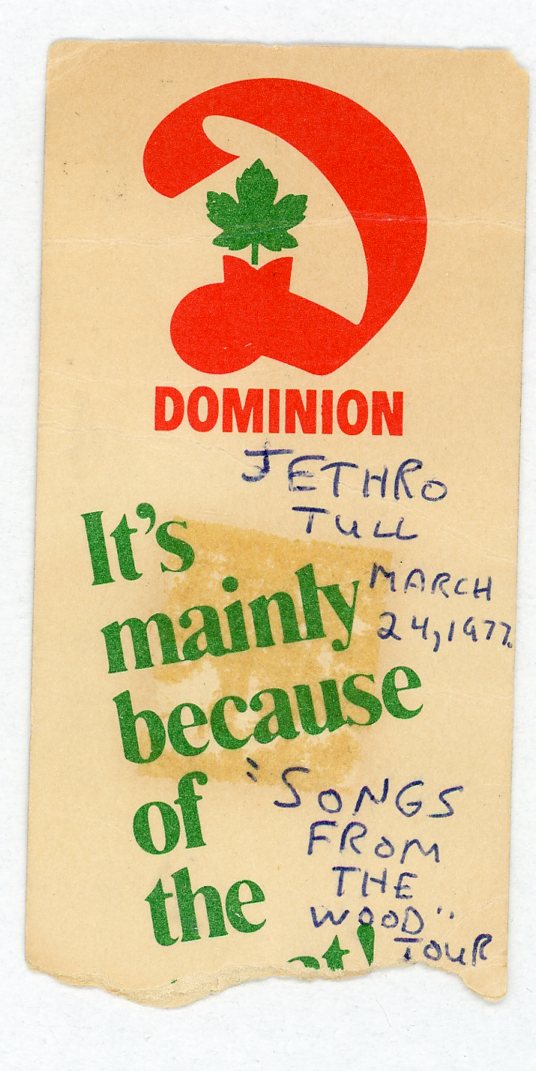 DOMINION
JETHRO
TULL
It's
mainly
MARCH
24, 1977.
because
of
the
"SONGS
FROM
THE
WOOD"
TOUR